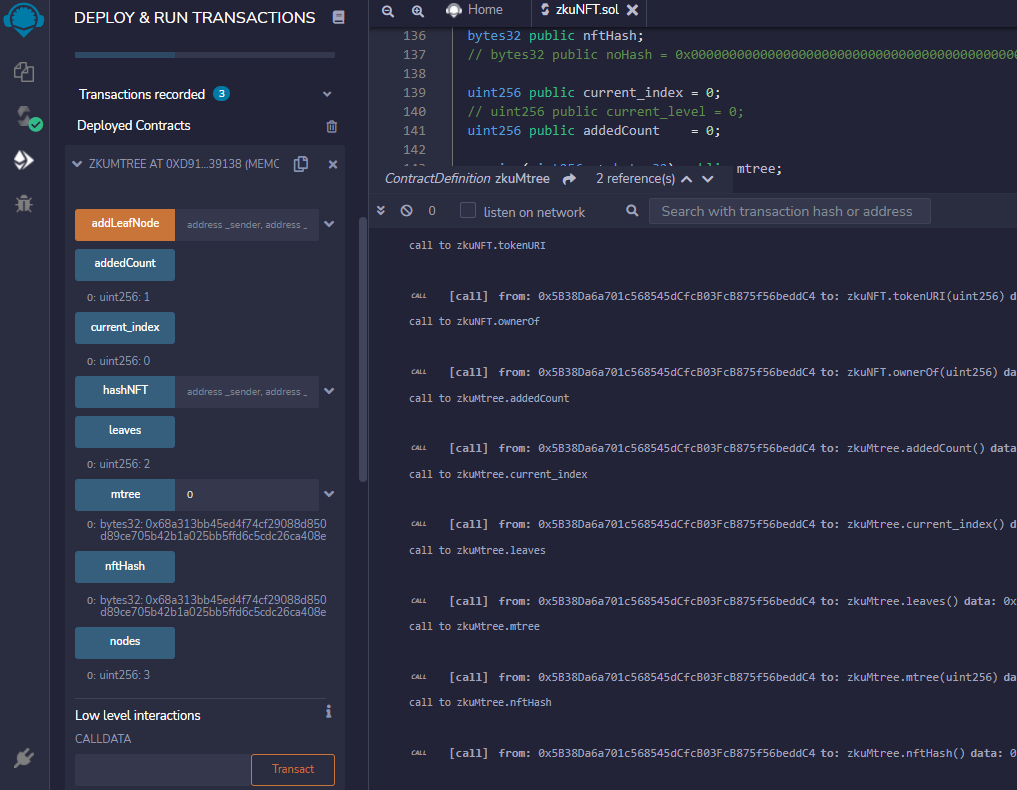 DEPLOY & RUN TRANSACTIONS
Transactions recorded 3
Deployed Contracts
ZKUMTREE AT 0XD91...39138 (MEMC
addLeafNode address _sender, address _
addedCount
0: uint256: 1
current_index
0: uint256: 0
hashNFT address _sender, address _
leaves
0: uint256: 2
mtree 0
0: bytes32: 0x68a313bb45ed4f74cf29088d850
d89ce705b42b1a025bb5ffd6c5cdc26ca408e
nftHash
0: bytes32: 0x68a313bb45ed4f74cf29088d850
d89ce705b42b1a025bb5ffd6c5cdc26ca408e
nodes
0: uint256: 3
Low level interactions
CALLDATA
Transact
Home zkuNFT.sol
136 bytes32 public nftHash;
137 // bytes32 public noHash = 0x00000000000000000000000000000000000000000
138
139 uint256 public current_index = 0;
140 // uint256 public current_level = 0;
141 uint256 public addedCount = 0;
142
mtree;
ContractDefinition zkuMtree 2 reference(s)
0 listen on network Search with transaction hash or address
call to zkuNFT.tokenURI
CALL [call] from: 0x5B38Da6a701c568545dCfcB03FcB875f56beddC4 to: zkuNFT.tokenURI(uint256) d
call to zkuNFT.ownerOf
CALL [call] from: 0x5B38Da6a701c568545dCfcB03FcB875f56beddC4 to: zkuNFT.ownerOf(uint256) da
call to zkuMtree.addedCount
CALL [call] from: 0x5B38Da6a701c568545dCfcB03FcB875f56beddC4 to: zkuMtree.addedCount() data
call to zkuMtree.current_index
CALL [call] from: 0x5B38Da6a701c568545dCfcB03FcB875f56beddC4 to: zkuMtree.current_index() d
call to zkuMtree.leaves
CALL [call] from: 0x5B38Da6a701c568545dCfcB03FcB875f56beddC4 to: zkuMtree.leaves() data: 0x
call to zkuMtree.mtree
CALL [call] from: 0x5B38Da6a701c568545dCfcB03FcB875f56beddC4 to: zkuMtree.mtree(uint256) da
call to zkuMtree.nftHash
CALL [call] from: 0x5B38Da6a701c568545dCfcB03FcB875f56beddC4 to: zkuMtree.nftHash() data: 0